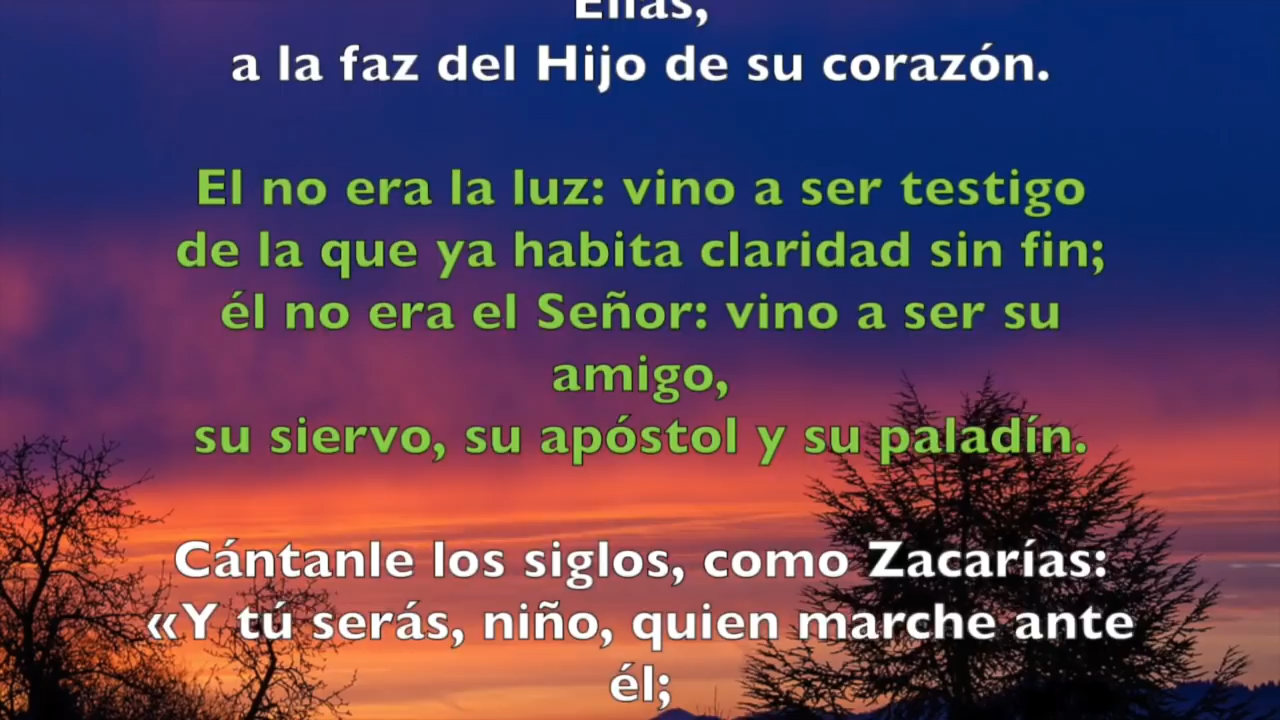 Elías,
a la faz del Hijo de su corazón.
El no era la luz: vino a ser testigo
de la que ya habita claridad sin fin;
él no era el Señor: vino a ser su
amigo,
su siervo, su apóstol y su paladín.
Cántanle los siglos, como Zacarías:
«Y tú serás, niño, quien marche ante
él;